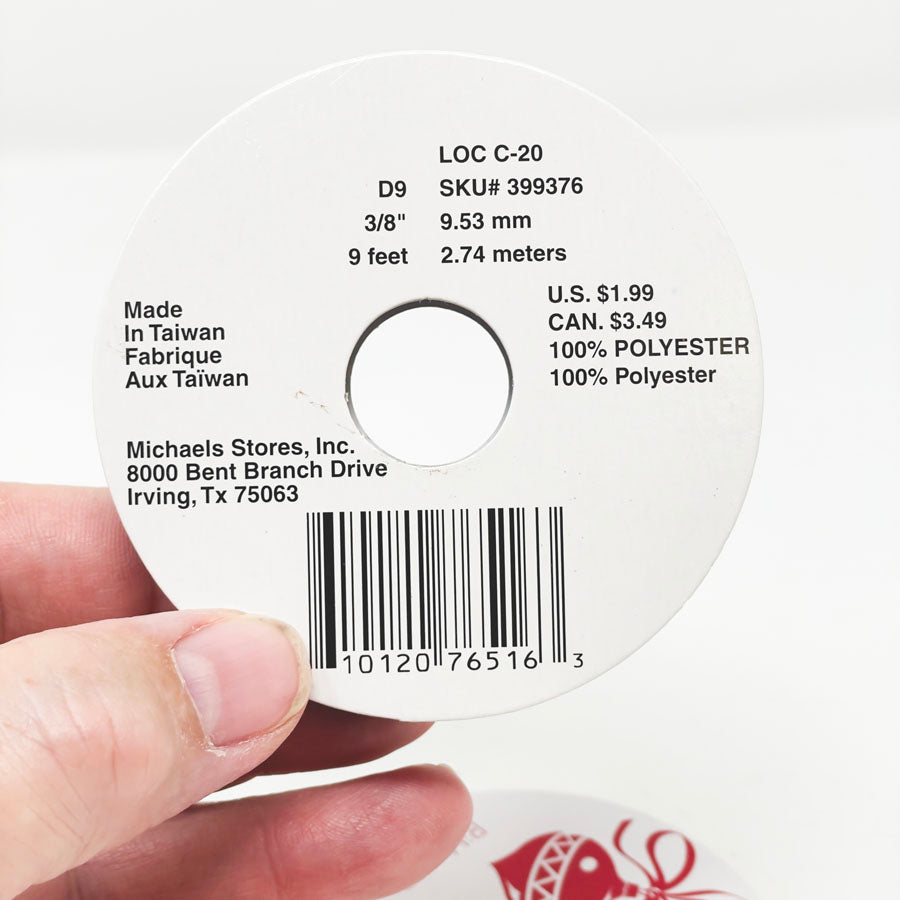 LOC C-20
D9 SKU# 399376
3/8" 9.53 mm
9 feet 2.74 meters
Made
In Taiwan
Fabrique
Aux Taïwan
U.S. $1.99
CAN. $3.49
100% POLYESTER
100% Polyester
Michaels Stores, Inc.
8000 Bent Branch Drive
Irving, Tx 75063
10120 76516 3